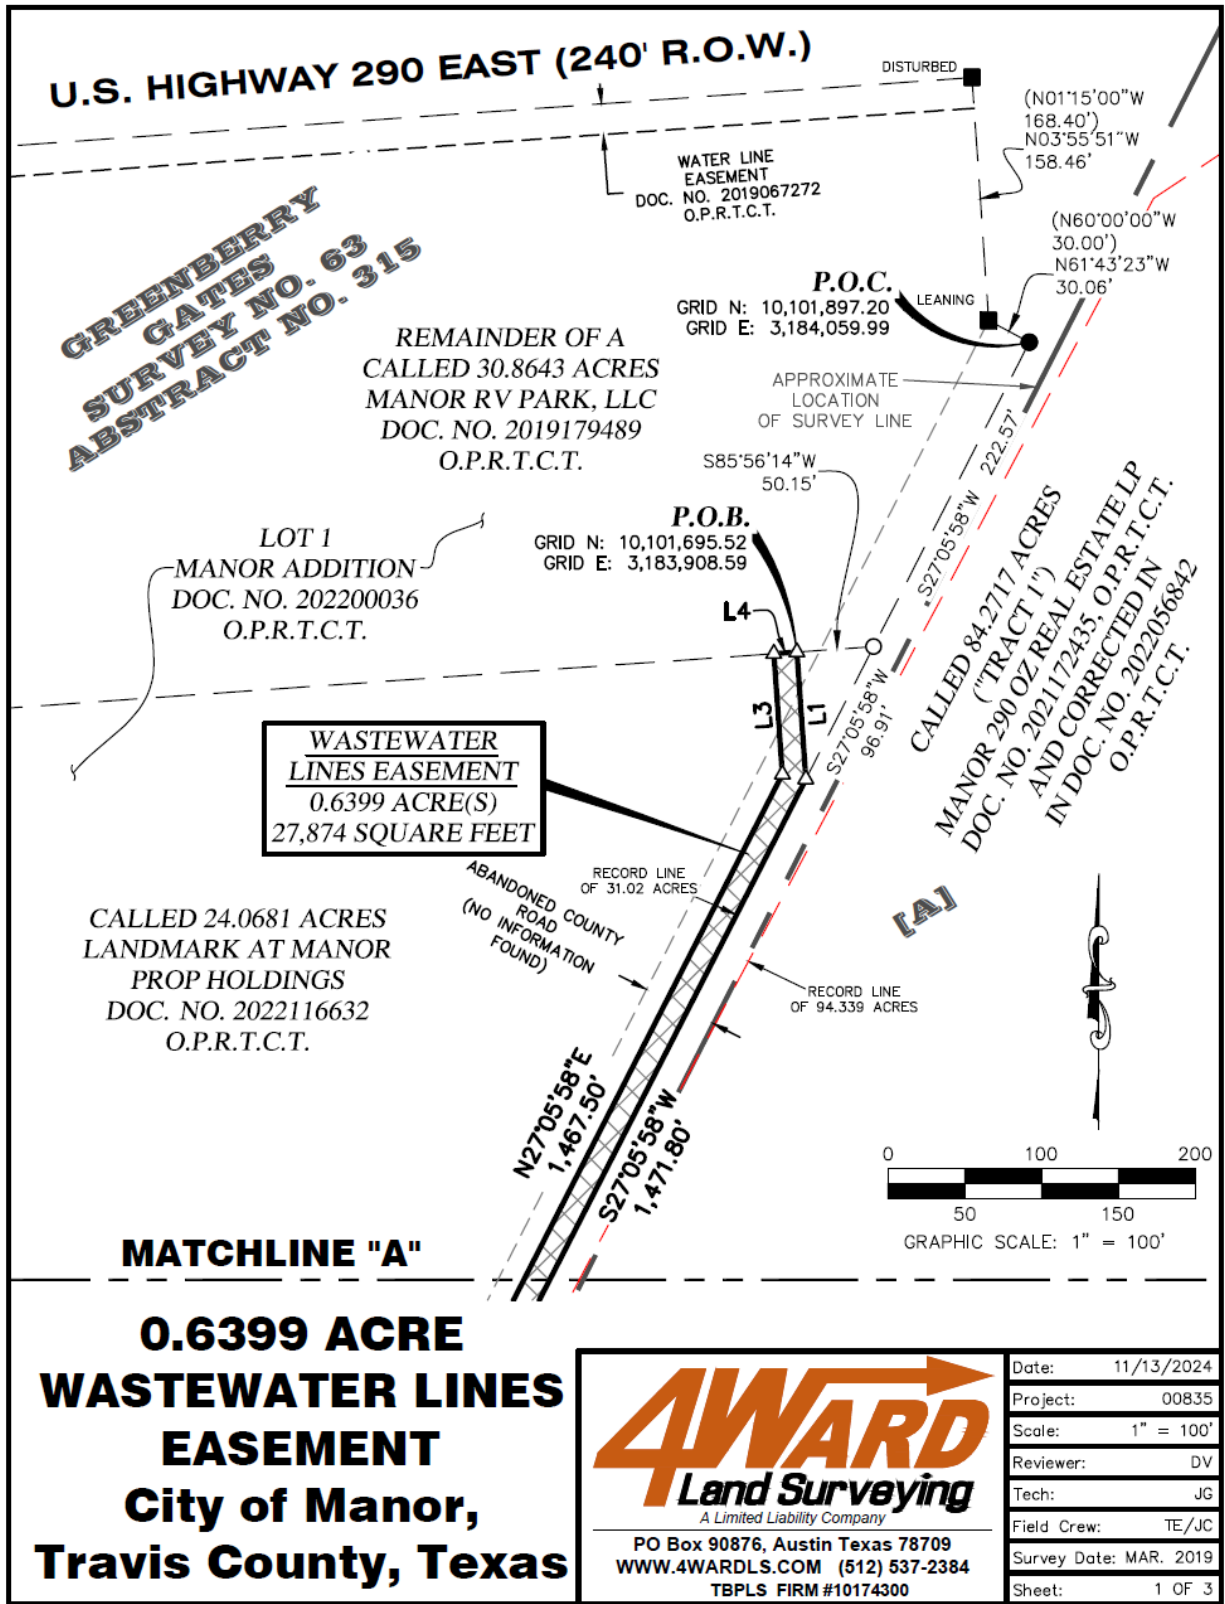 U.S. HIGHWAY 290 EAST (240' R.O.W.)
DISTURBED
(N01°15'00"W
168.40')
N03°55'51"W
158.46'
WATER LINE
EASEMENT
DOC. NO. 2019067272
O.P.R.T.C.T.
(N60°00'00"W
30.00')
N61°43'23"W
30.06'
GREENBERRY
GATES
SURVEY NO. 63
ABSTRACT NO. 315
P.O.C.
GRID N: 10,101,897.20
GRID E: 3,184,059.99
LEANING
REMAINDER OF A
CALLED 30.8643 ACRES
MANOR RV PARK, LLC
DOC. NO. 2019179489
O.P.R.T.C.T.
APPROXIMATE
LOCATION
OF SURVEY LINE
S85°56'14"W
50.15'
S27°05'58"W 222.57'
P.O.B.
GRID N: 10,101,695.52
GRID E: 3,183,908.59
LOT 1
MANOR ADDITION
DOC. NO. 202200036
O.P.R.T.C.T.
L4
L3
L1
S27°05'58"W
96.91'
CALLED 84.2717 ACRES
("TRACT 1")
MANOR 290 OZ REAL ESTATE LP
DOC. NO. 2021172435, O.P.R.T.C.T.
AND CORRECTED IN
IN DOC. NO. 2022056842
O.P.R.T.C.T.
WASTEWATER
LINES EASEMENT
0.6399 ACRE(S)
27,874 SQUARE FEET
RECORD LINE
OF 31.02 ACRES
ABANDONED COUNTY
ROAD
(NO INFORMATION
FOUND)
[A]
CALLED 24.0681 ACRES
LANDMARK AT MANOR
PROP HOLDINGS
DOC. NO. 2022116632
O.P.R.T.C.T.
RECORD LINE
OF 94.339 ACRES
N27°05'58"E
1,467.50'
S27°05'58"W
1,471.80'
0 100 200
50 150
GRAPHIC SCALE: 1" = 100'
MATCHLINE "A"
0.6399 ACRE
WASTEWATER LINES
EASEMENT
City of Manor,
Travis County, Texas
4WARD
Land Surveying
A Limited Liability Company
PO Box 90876, Austin Texas 78709
WWW.4WARDLS.COM (512) 537-2384
TBPLS FIRM #10174300
Date: 11/13/2024
Project: 00835
Scale: 1" = 100'
Reviewer: DV
Tech: JG
Field Crew: TE/JC
Survey Date: MAR. 2019
Sheet: 1 OF 3